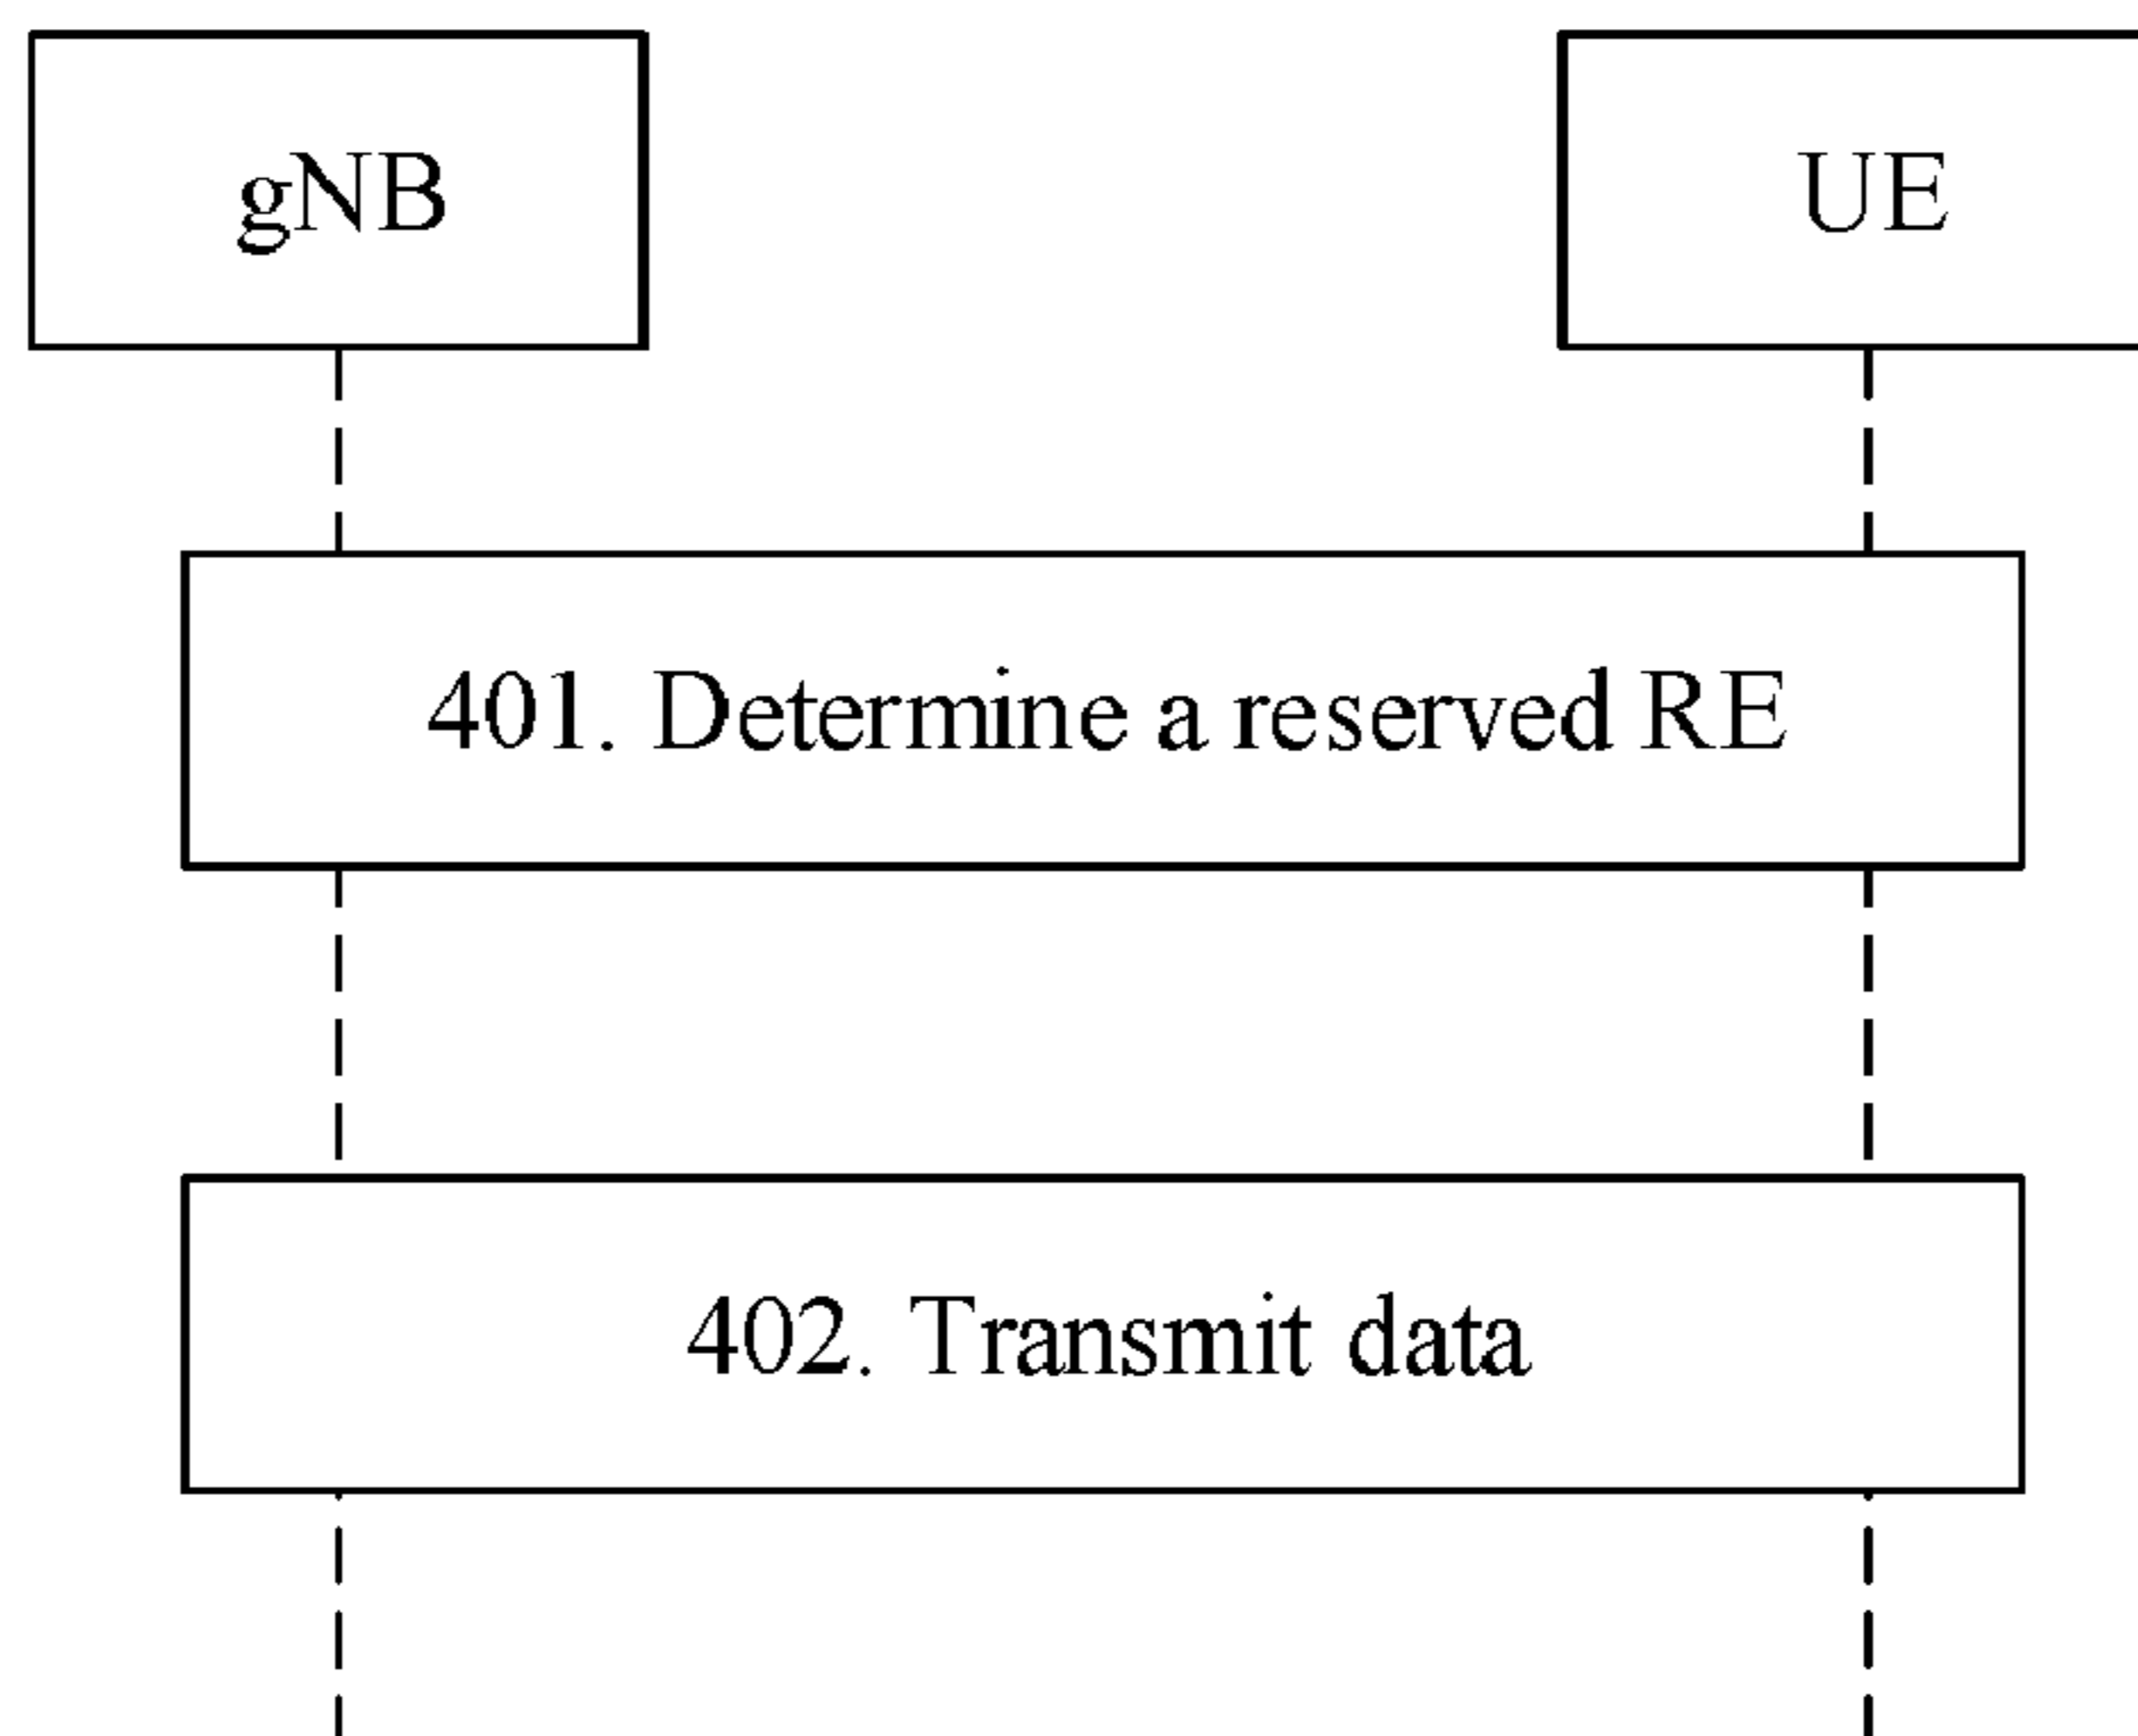 gNB
UE
401. Determine a reserved RE
402. Transmit data